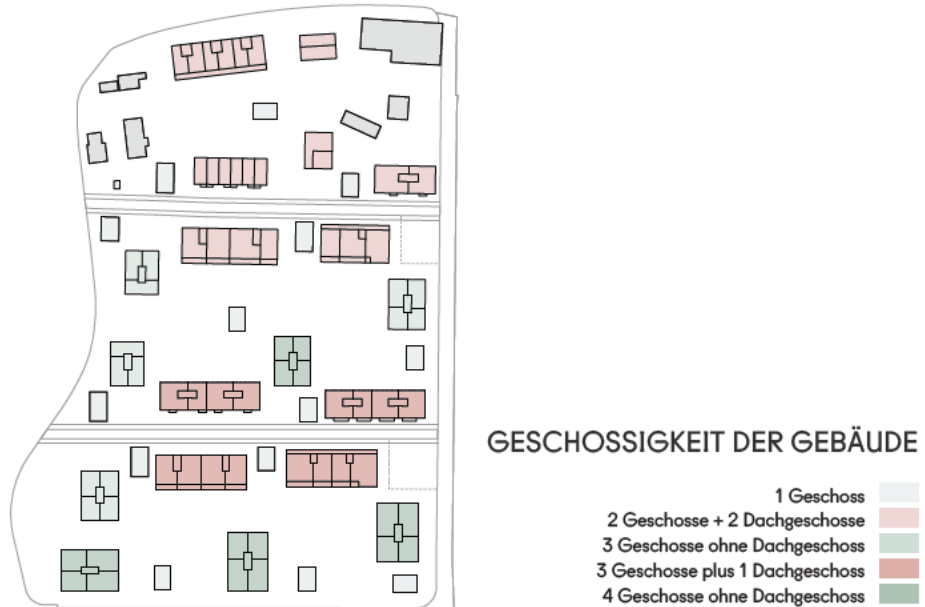 GESCHOSSIGKEIT DER GEBÄUDE
1 Geschoss
2 Geschosse + 2 Dachgeschosse
3 Geschosse ohne Dachgeschoss
3 Geschosse plus 1 Dachgeschoss
4 Geschosse ohne Dachgeschoss